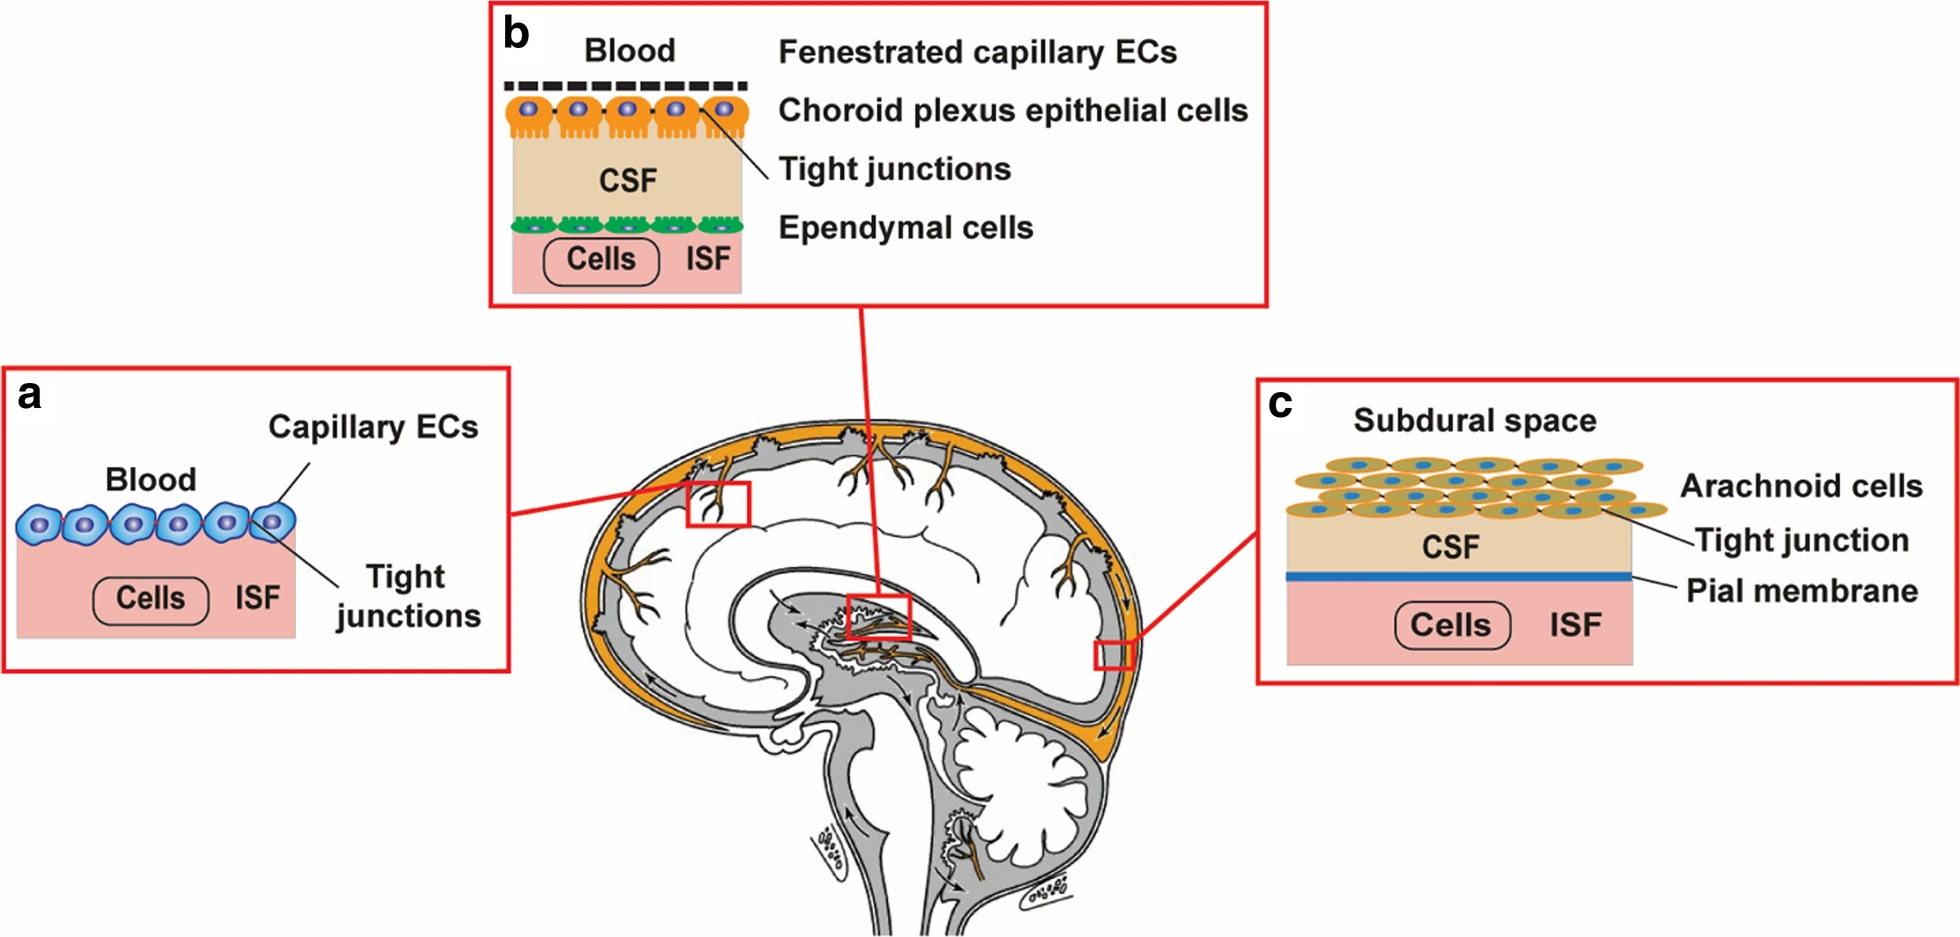 b
Blood
Fenestrated capillary ECs
Choroid plexus epithelial cells
Tight junctions
CSF
Ependymal cells
Cells
ISF
a
Capillary ECs
Blood
Tight
junctions
Cells
ISF
c
Subdural space
Arachnoid cells
Tight junction
CSF
Pial membrane
Cells
ISF